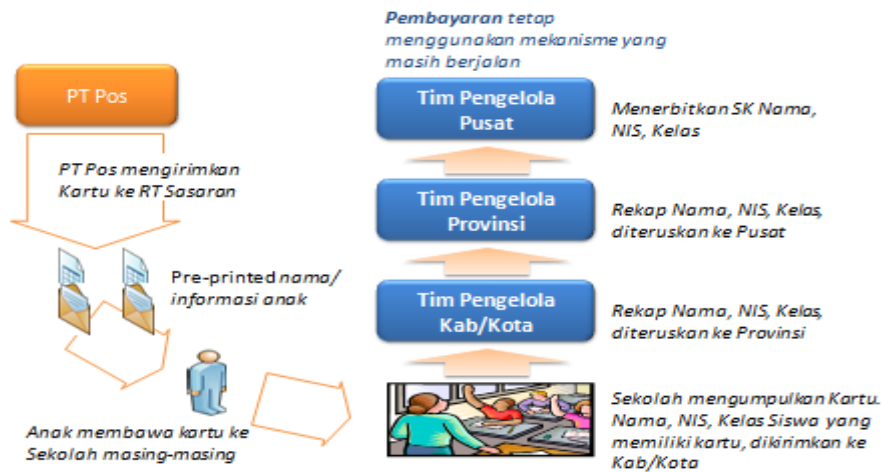 Pembayaran tetap
menggunakan mekanisme yang
masih berjalan
PT Pos
PT Pos mengirimkan
Kartu ke RT Sasaran
Pre-printed nama/
informasi anak
Anak membawa kartu ke
Sekolah masing-masing
Tim Pengelola
Pusat
Menerbitkan SK Nama,
NIS, Kelas
Tim Pengelola
Provinsi
Rekap Nama, NIS, Kelas,
diteruskan ke Pusat
Tim Pengelola
Kab/Kota
Rekap Nama, NIS, Kelas,
diteruskan ke Provinsi
Sekolah mengumpulkan Kartu.
Nama, NIS, Kelas Siswa yang
memiliki kartu, dikirimkan ke
Kab/Kota